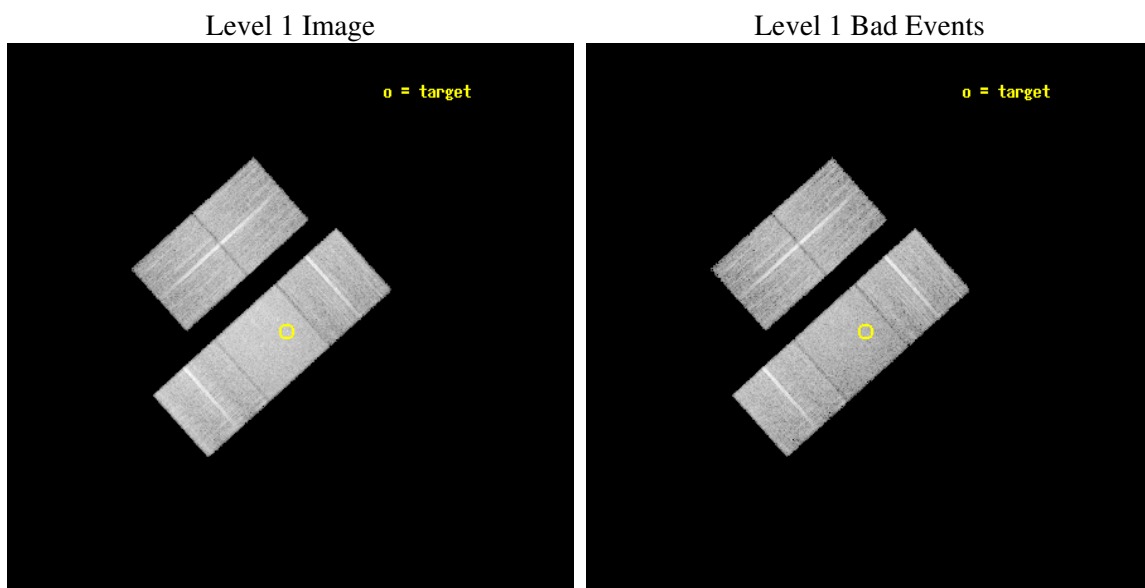 Level 1 Image
Level 1 Bad Events
o = target
o = target